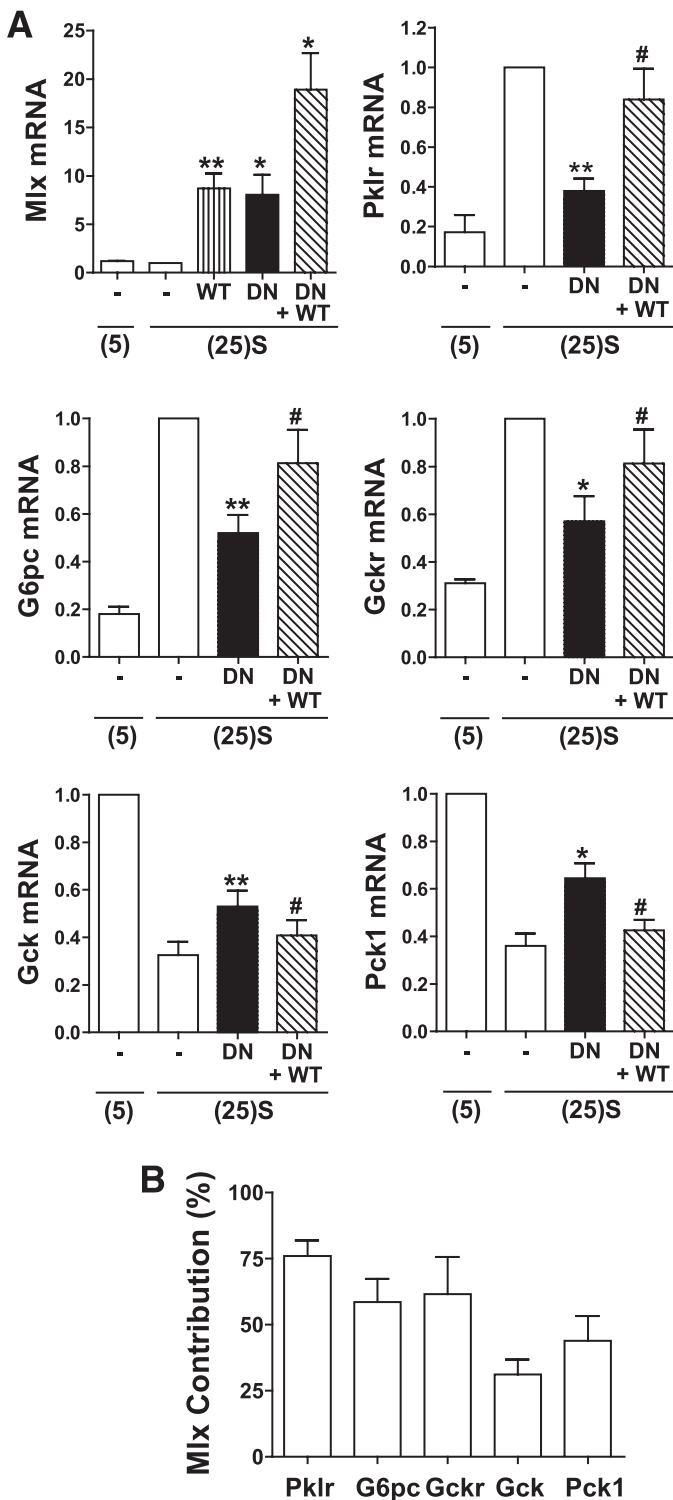 A
Mlx mRNA
25
20
15
10
5
0
**
*
*
- - WT DN DN
+ WT
(5) (25)S
Pklr mRNA
1.0
0.8
0.6
0.4
0.2
0.0
**
#
- - DN DN
+ WT
(5) (25)S
G6pc mRNA
1.0
0.8
0.6
0.4
0.2
0.0
**
#
- - DN DN
+ WT
(5) (25)S
Gckr mRNA
1.0
0.8
0.6
0.4
0.2
0.0
*
#
- - DN DN
+ WT
(5) (25)S
Gck mRNA
1.0
0.8
0.6
0.4
0.2
0.0
**
#
- - DN DN
+ WT
(5) (25)S
Pck1 mRNA
1.0
0.8
0.6
0.4
0.2
0.0
*
#
- - DN DN
+ WT
(5) (25)S
B
Mlx Contribution (%)
100
75
50
25
0
Pklr G6pc Gckr Gck Pck1